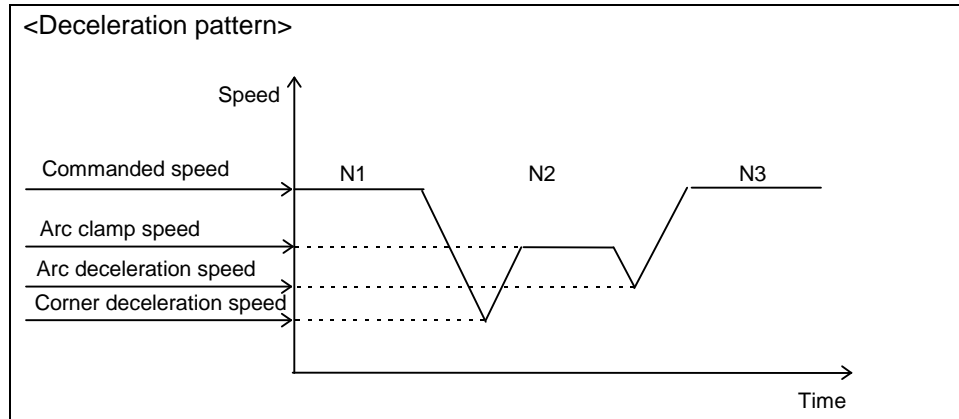 <Deceleration pattern>
Speed
Commanded speed
N1
N2
N3
Arc clamp speed
Arc deceleration speed
Corner deceleration speed
Time